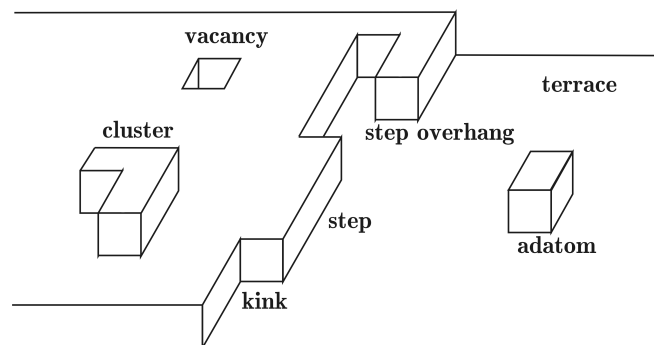 vacancy
terrace
cluster
step overhang
step
adatom
kink